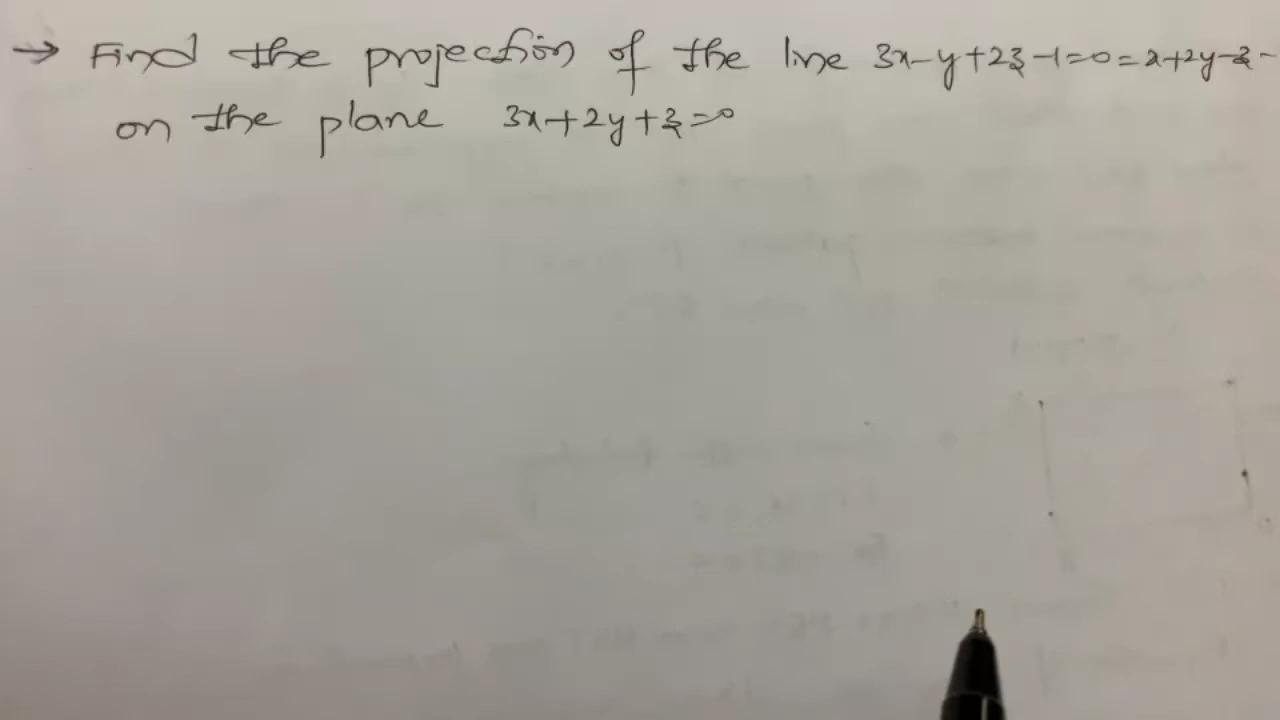 → Find the projection of the line 3x-y+2z-1=0=x+2y-z-
on the plane 3x+2y+z=0